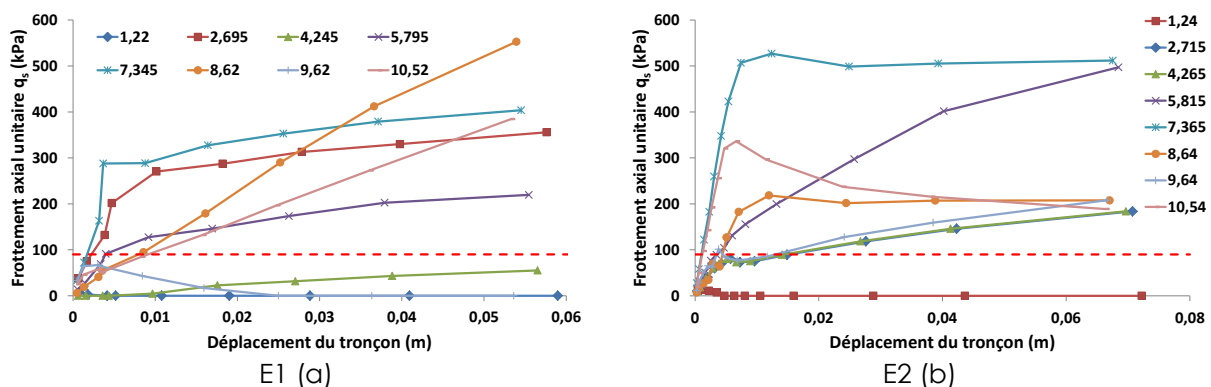 Frottement axial unitaire qs (kPa)
600
500
400
300
200
100
0
1,22 2,695 4,245 5,795
7,345 8,62 9,62 10,52
0 0,01 0,02 0,03 0,04 0,05 0,06
Déplacement du tronçon (m)
E1 (a)
Frottement axial unitaire qs (kPa)
600
500
400
300
200
100
0
0 0,02 0,04 0,06 0,08
Déplacement du tronçon (m)
1,24
2,715
4,265
5,815
7,365
8,64
9,64
10,54
E2 (b)